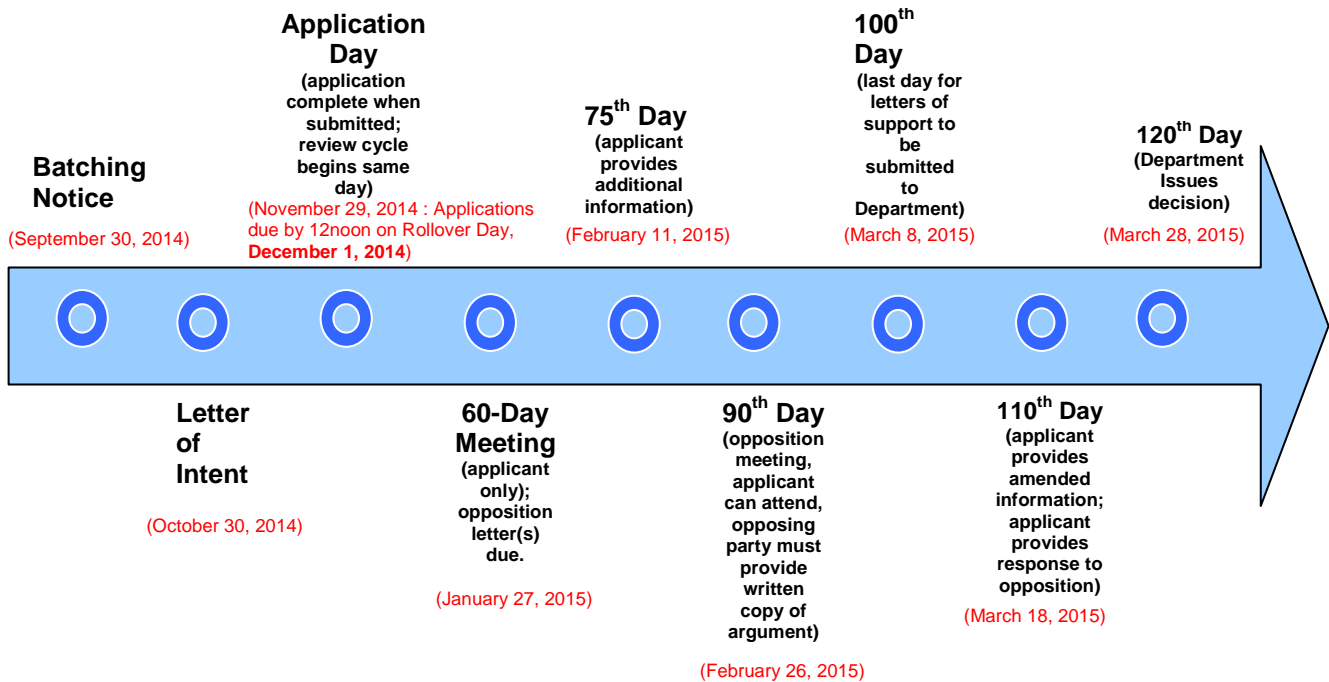 Batching
Notice
(September 30, 2014)
Letter
of
Intent
(October 30, 2014)
Application
Day
(application
complete when
submitted;
review cycle
begins same
day)
(November 29, 2014 : Applications
due by 12noon on Rollover Day,
December 1, 2014)
60-Day
Meeting
(applicant
only);
opposition
letter(s)
due.
(January 27, 2015)
75th Day
(applicant
provides
additional
information)
(February 11, 2015)
90th Day
(opposition
meeting,
applicant
can attend,
opposing
party must
provide
written
copy of
argument)
(February 26, 2015)
100th
Day
(last day for
letters of
support to
be
submitted
to
Department)
(March 8, 2015)
110th Day
(applicant
provides
amended
information;
applicant
provides
response to
opposition)
(March 18, 2015)
120th Day
(Department
Issues
decision)
(March 28, 2015)